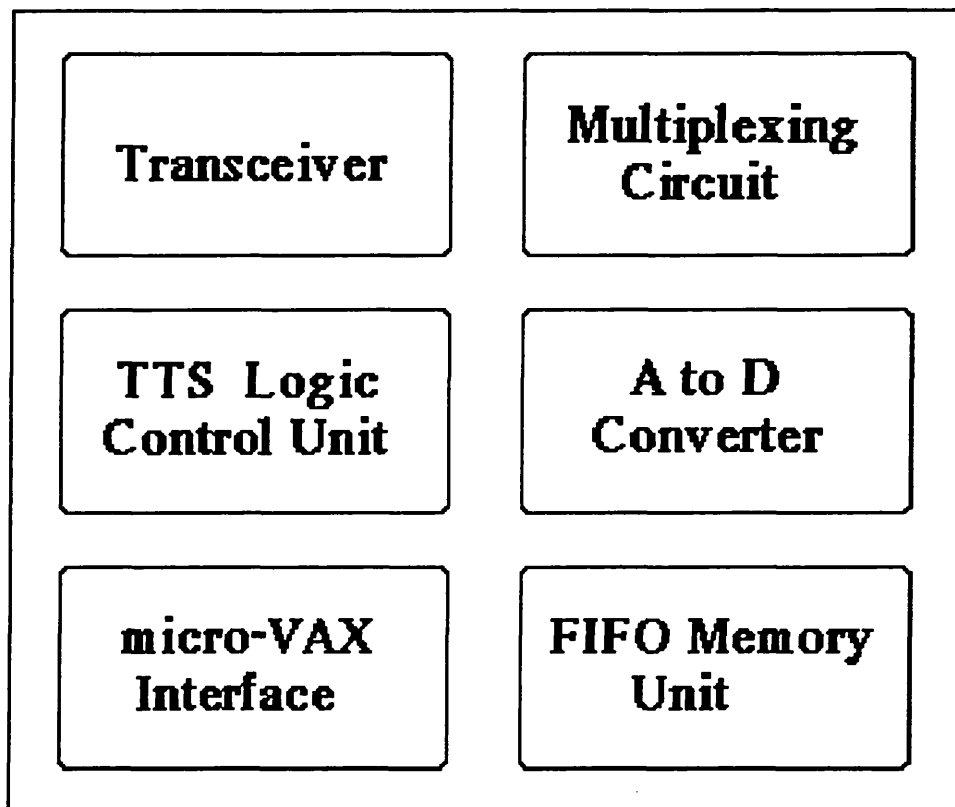 Transceiver
Multiplexing
Circuit
TTS Logic
Control Unit
A to D
Converter
micro-VAX
Interface
FIFO Memory
Unit